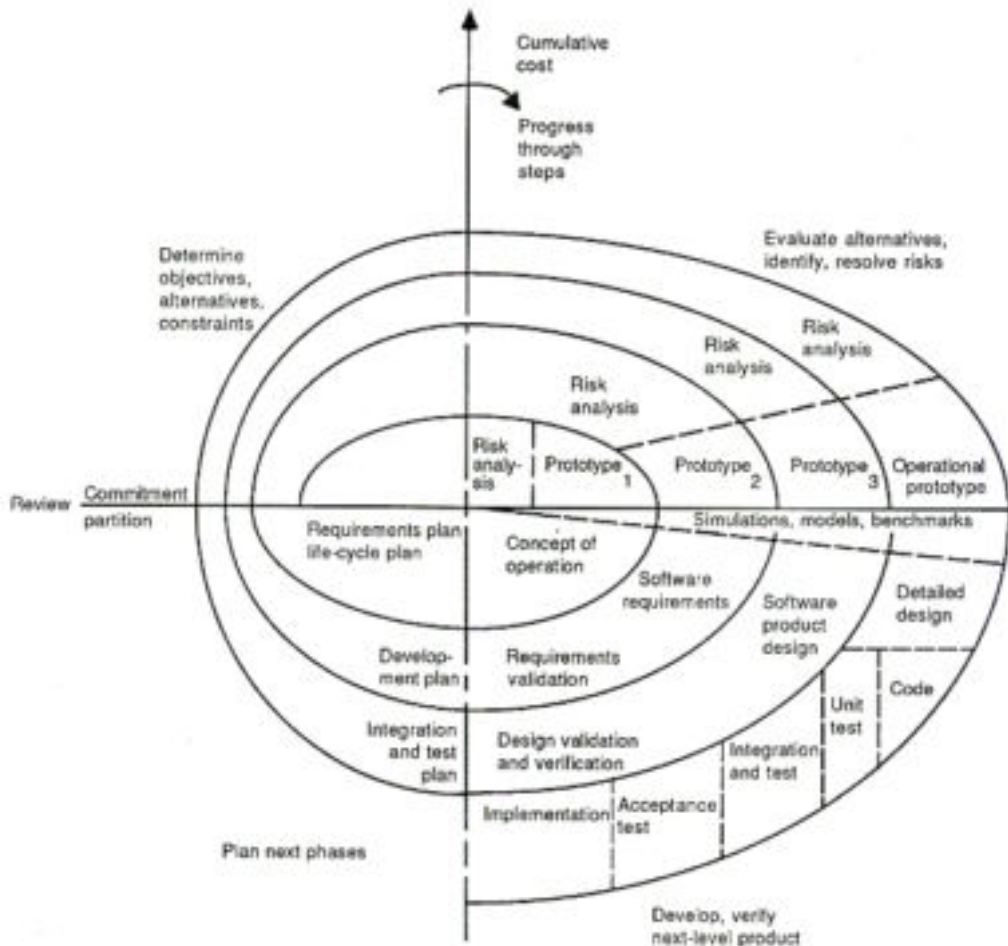 Cumulative
cost
Progress
through
steps
Determine
objectives,
alternatives,
constraints
Evaluate alternatives,
identify, resolve risks
Risk
analysis
Risk
analysis
Risk
analysis
Risk
analy-
sis
Prototype 1
Prototype 2
Prototype 3
Operational
prototype
Review
Commitment
partition
Simulations, models, benchmarks
Requirements plan
life-cycle plan
Concept of
operation
Software
requirements
Software
product
design
Detailed
design
Develop-
ment plan
Requirements
validation
Code
Unit
test
Integration
and test
plan
Design validation
and verification
Integration
and test
Acceptance
test
Implementation
Plan next phases
Develop, verify
next-level product